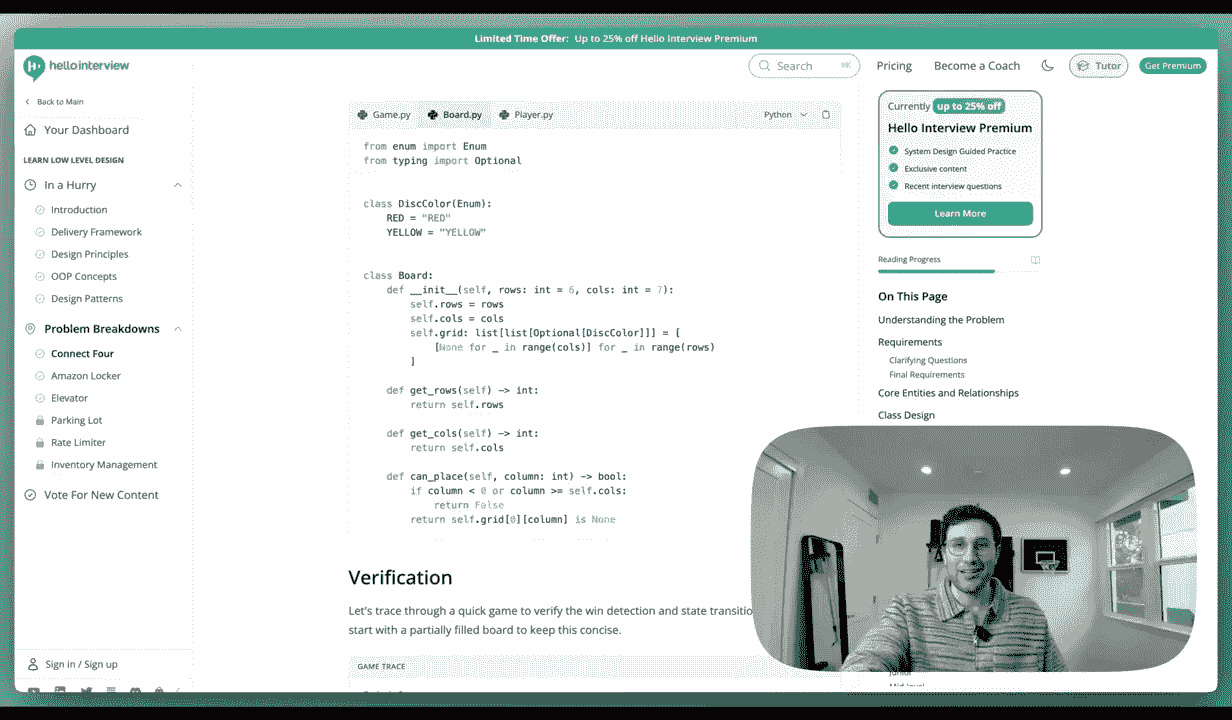 Limited Time Offer: Up to 25% off Hello Interview Premium
hellointerview
Search
⌘K
Pricing
Become a Coach
Tutor
Get Premium
Back to Main
Your Dashboard
LEARN LOW LEVEL DESIGN
In a Hurry
Introduction
Delivery Framework
Design Principles
OOP Concepts
Design Patterns
Problem Breakdowns
Connect Four
Amazon Locker
Elevator
Parking Lot
Rate Limiter
Inventory Management
Vote For New Content
Sign in / Sign up
Game.py
Board.py
Player.py
Python
from enum import Enum
from typing import Optional
class DiscColor(Enum):
RED = "RED"
YELLOW = "YELLOW"
class Board:
def __init__(self, rows: int = 6, cols: int = 7):
self.rows = rows
self.cols = cols
self.grid: list[list[Optional[DiscColor]]] = [
[None for _ in range(cols)] for _ in range(rows)
]
def get_rows(self) -> int:
return self.rows
def get_cols(self) -> int:
return self.cols
def can_place(self, column: int) -> bool:
if column < 0 or column >= self.cols:
return False
return self.grid[0][column] is None
Verification
Let's trace through a quick game to verify the win detection and state
start with a partially filled board to keep this concise.
GAME TRACE
Currently up to 25% off
Hello Interview Premium
System Design Guided Practice
Exclusive content
Recent interview questions
Learn More
Reading Progress
On This Page
Understanding the Problem
Requirements
Clarifying Questions
Final Requirements
Core Entities and Relationships
Class Design